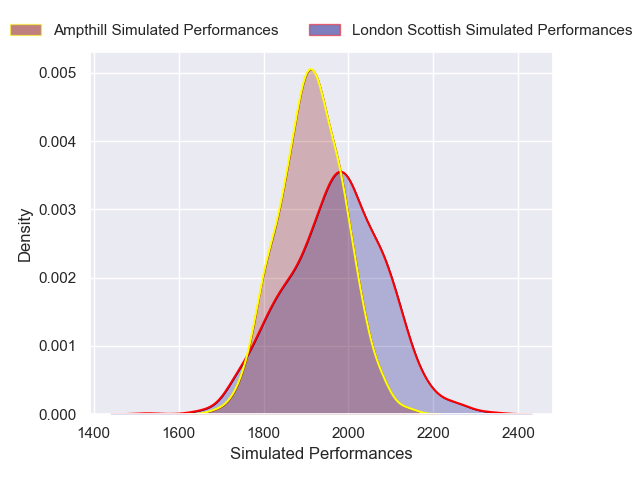 Ampthill Simulated Performances London Scottish Simulated Performances
0.005
0.004
0.003
0.002
0.001
0.000
Density
1400 1600 1800 2000 2200 2400
Simulated Performances